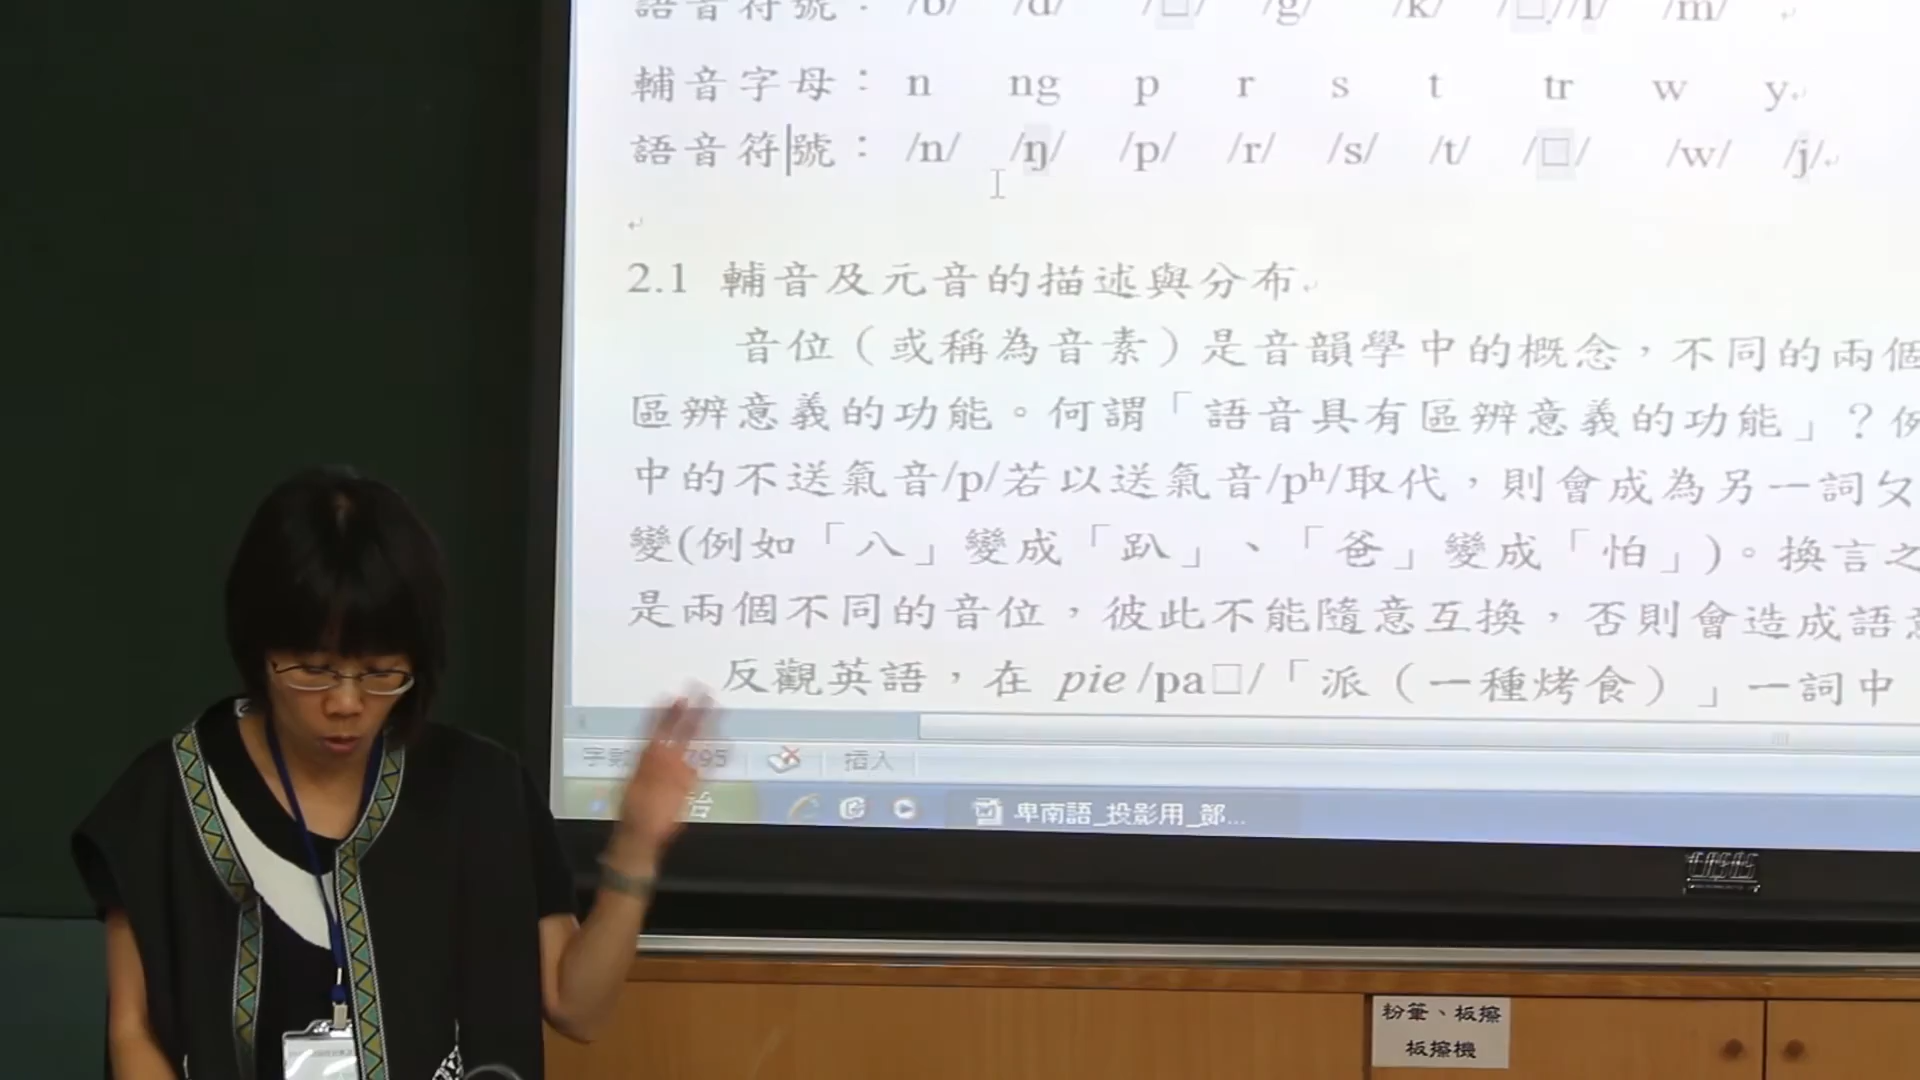 語音符號： /b/ /d/ /□/ /g/ /k/ /□//l/ /m/
輔音字母： n ng p r s t tr w y
語音符號： /n/ /ŋ/ /p/ /r/ /s/ /t/ /□/ /w/ /j/
2.1 輔音及元音的描述與分布
音位（或稱為音素）是音韻學中的概念，不同的兩個
區辨意義的功能。何謂「語音具有區辨意義的功能」？例
中的不送氣音/p/若以送氣音/pʰ/取代，則會成為另一詞ㄆ
變(例如「八」變成「趴」、「爸」變成「怕」)。換言之
是兩個不同的音位，彼此不能隨意互換，否則會造成語意
反觀英語，在 pie /pa□/「派（一種烤食）」一詞中
795 插入
卑南語_投影用_鄧...
粉筆、板擦
板擦機